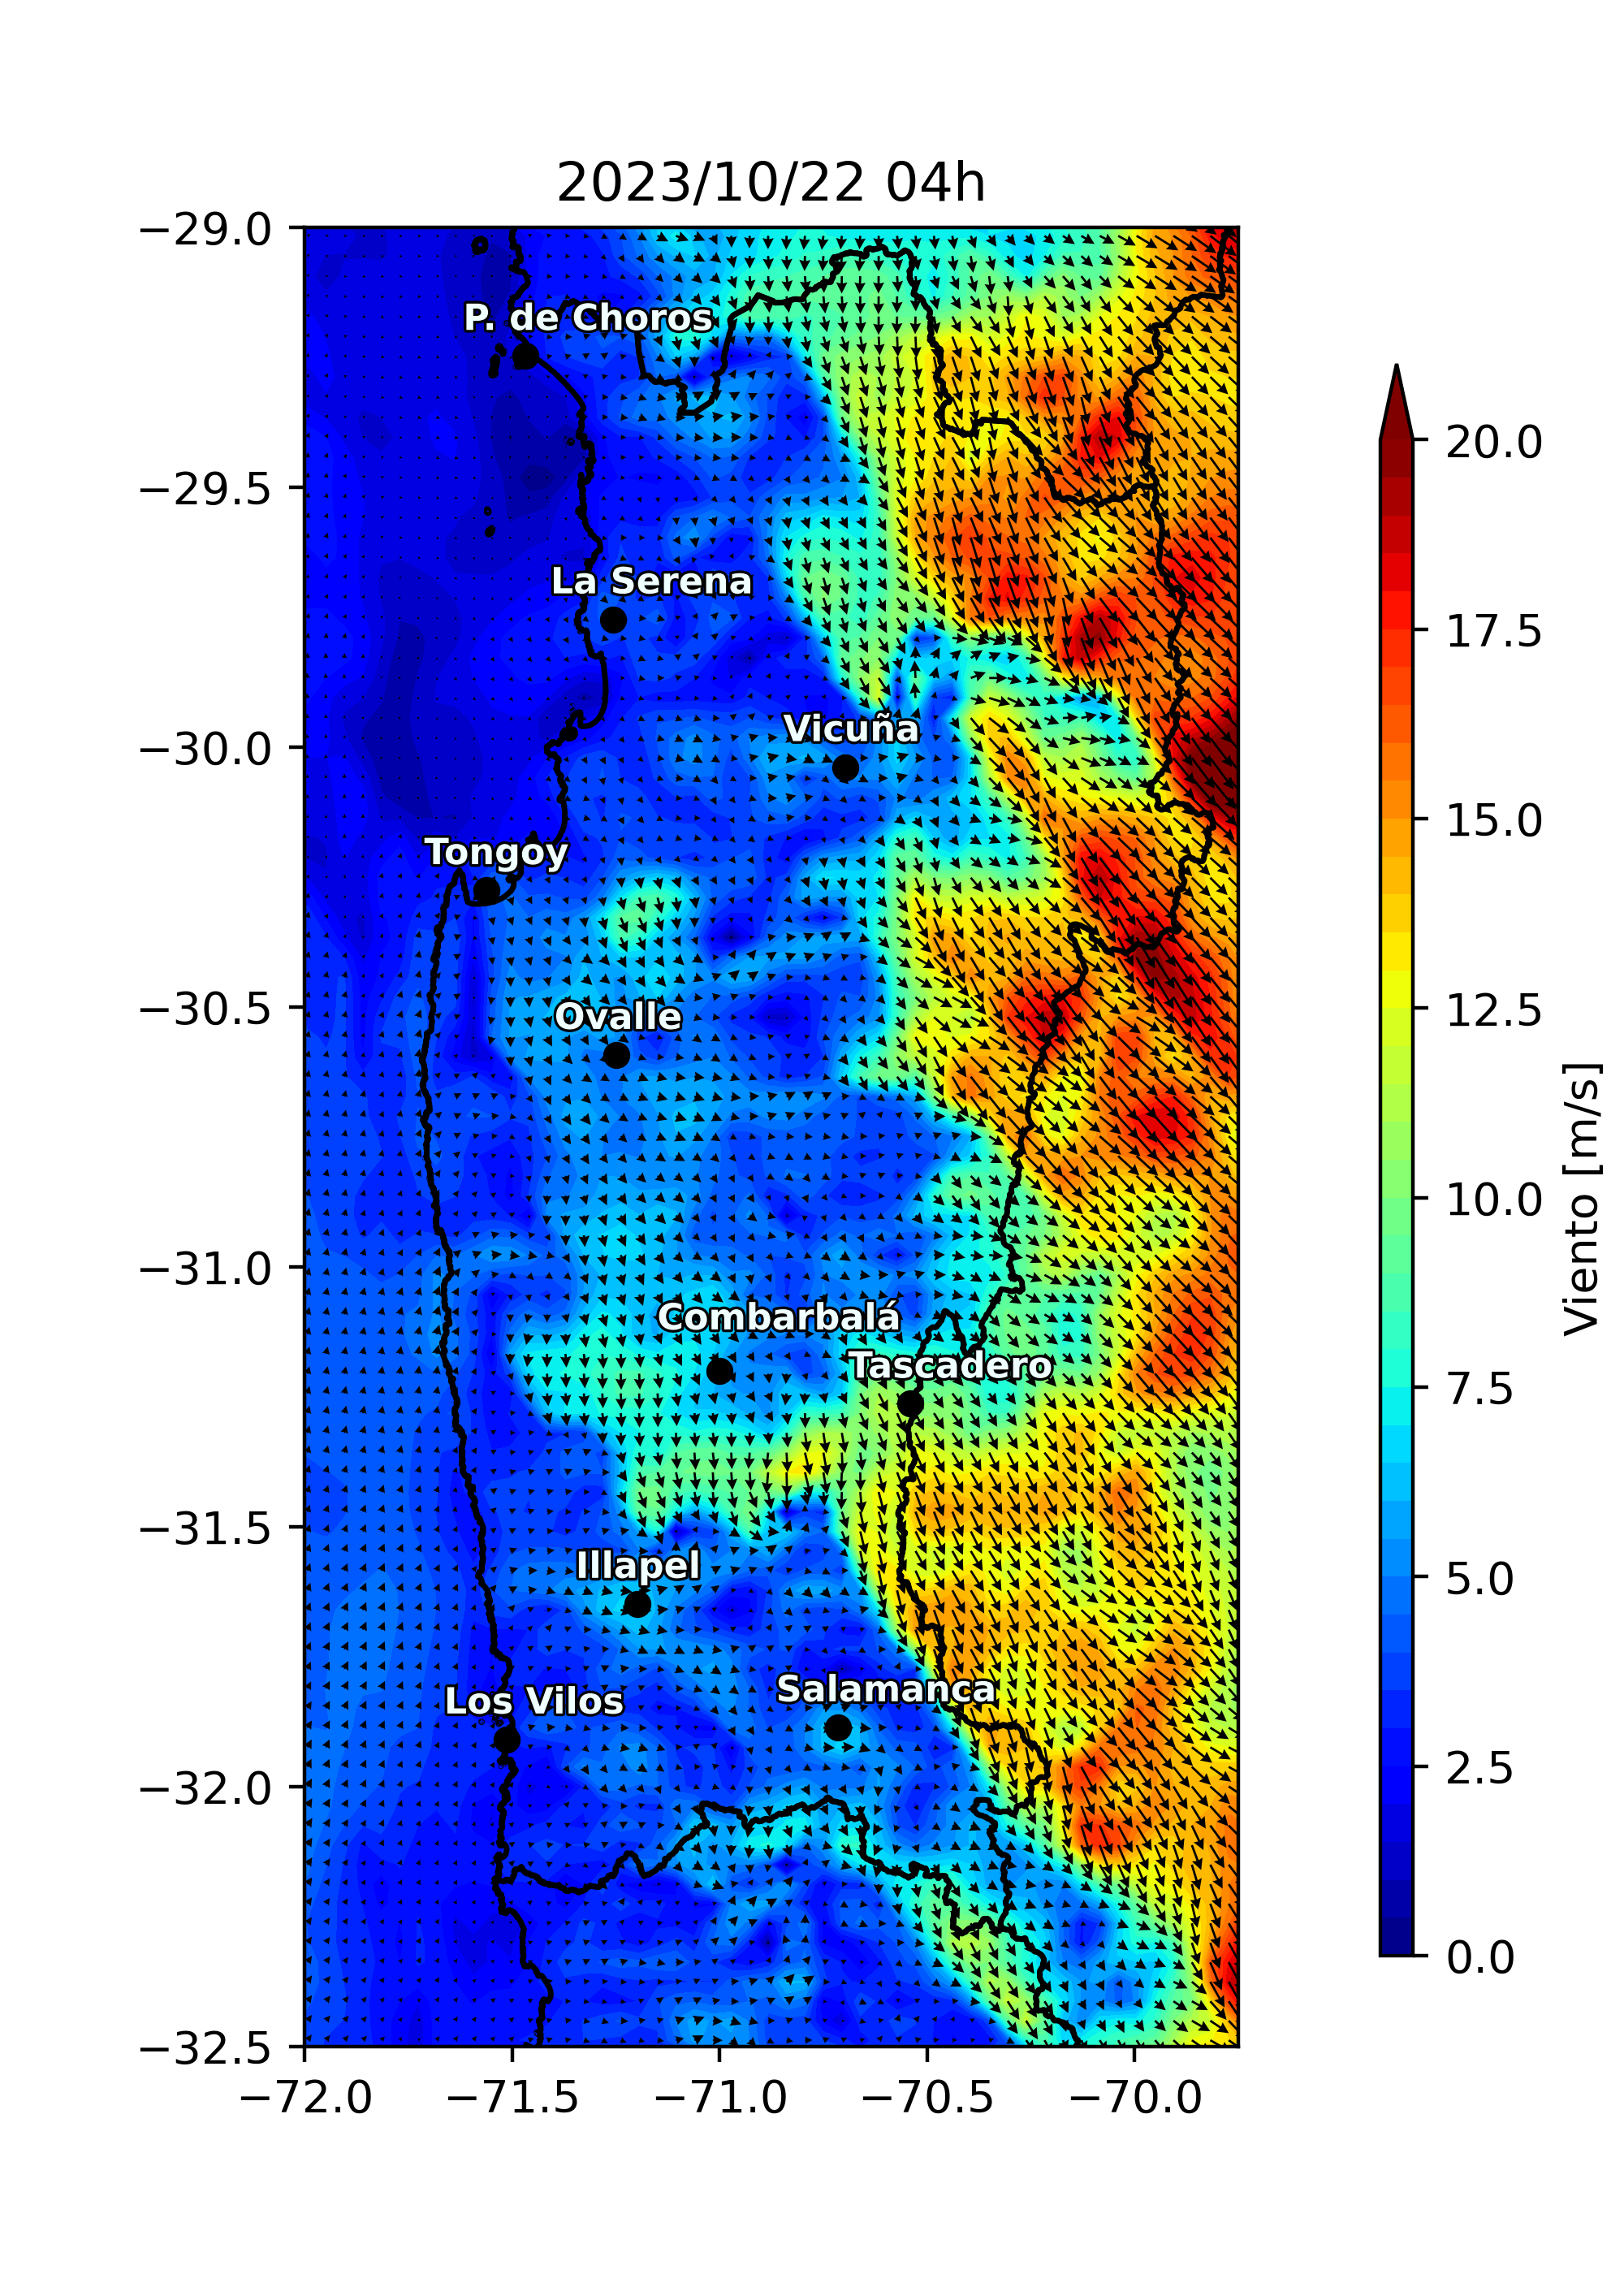 2023/10/22 04h
−29.0
−29.5
−30.0
−30.5
−31.0
−31.5
−32.0
−32.5
−72.0
−71.5
−71.0
−70.5
−70.0
P. de Choros
La Serena
Vicuña
Tongoy
Ovalle
Combarbalá
Tascadero
Illapel
Salamanca
Los Vilos
20.0
17.5
15.0
12.5
10.0
7.5
5.0
2.5
0.0
Viento [m/s]